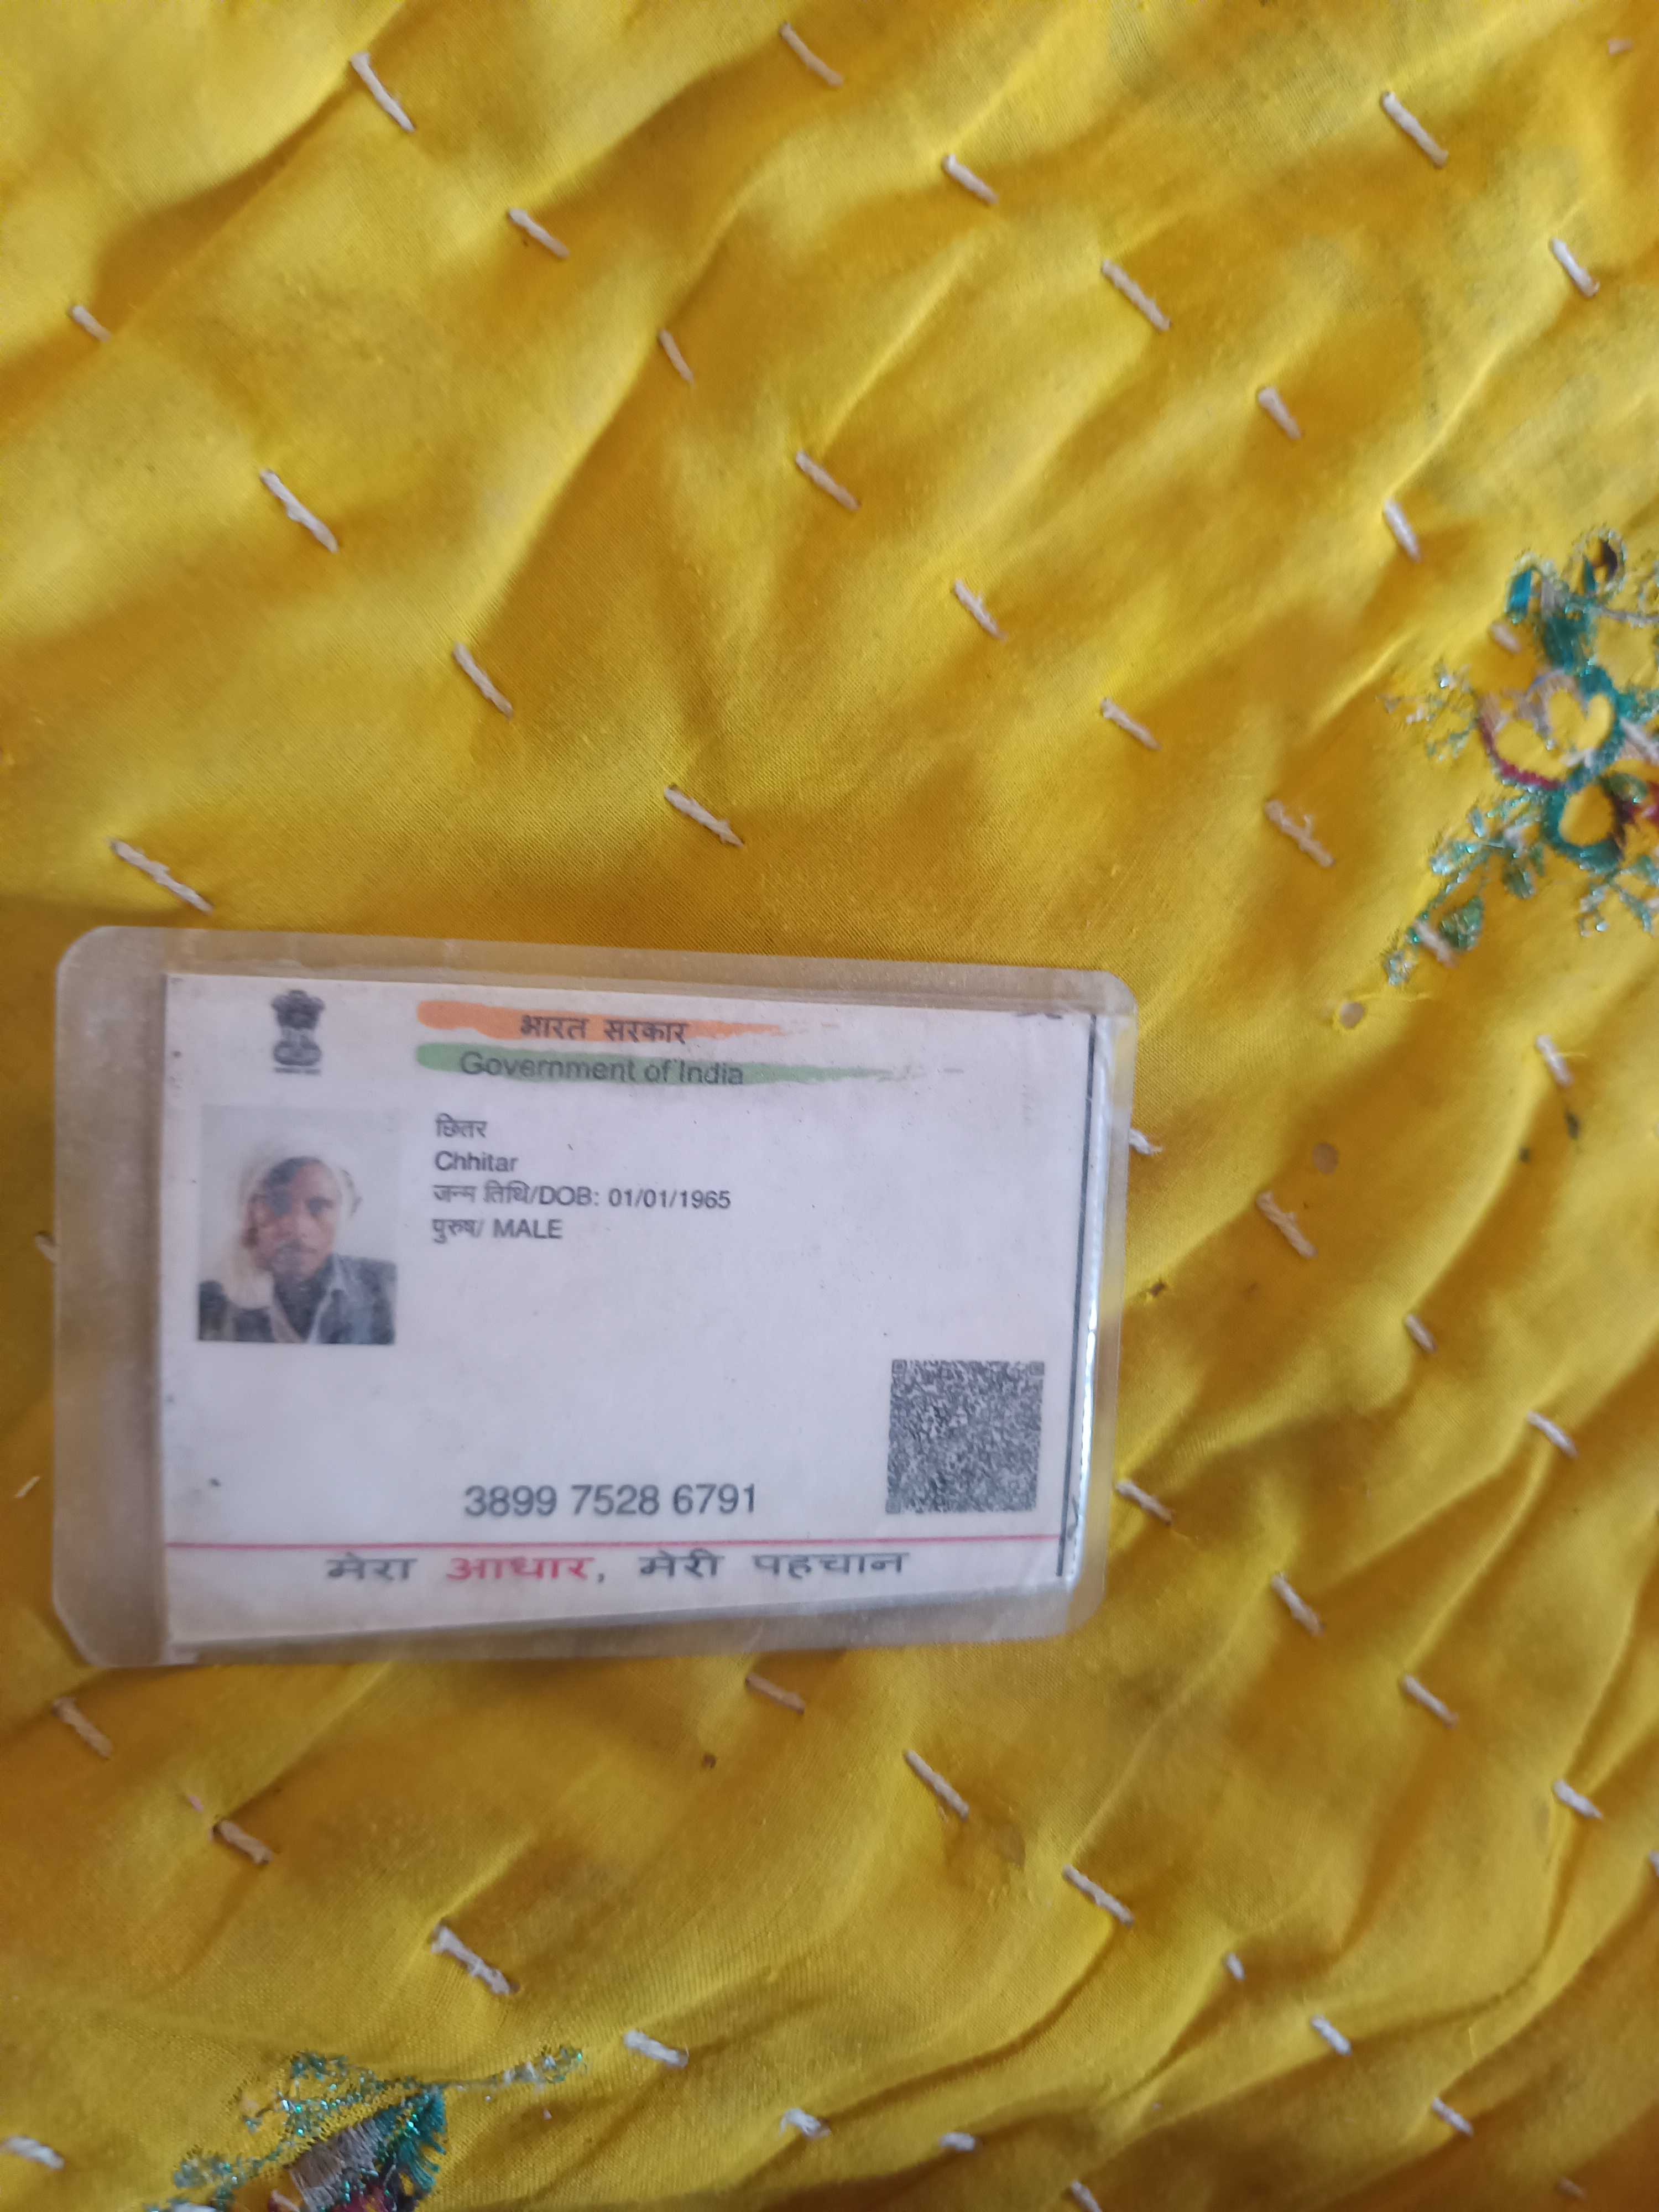 भारत सरकार
Government of India
छितर
Chhitar
जन्म तिथि/DOB: 01/01/1965
पुरुष/ MALE
3899 7528 6791
मेरा आधार, मेरी पहचान